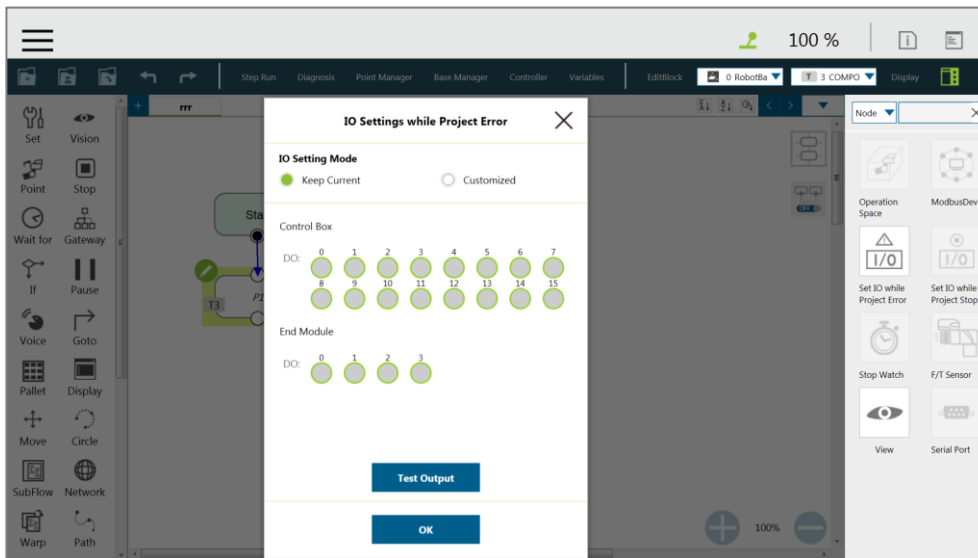 100 %
Step Run Diagnosis Point Manager Base Manager Controller Variables EditBlock 0 RobotBa T 3 COMPO Display
rrr
Node
Set Vision
Point Stop
Wait for Gateway
If Pause
Voice Goto
Pallet Display
Move Circle
SubFlow Network
Warp Path
Sta
T3
OFF
IO Settings while Project Error
IO Setting Mode
Keep Current Customized
Control Box
DO: 0 1 2 3 4 5 6 7
8 9 10 11 12 13 14 15
End Module
DO: 0 1 2 3
Test Output
OK
100%
Operation Space
ModbusDev
I/O
I/O
Set IO while
Project Error
Set IO while
Project Stop
Stop Watch F/T Sensor
View Serial Port